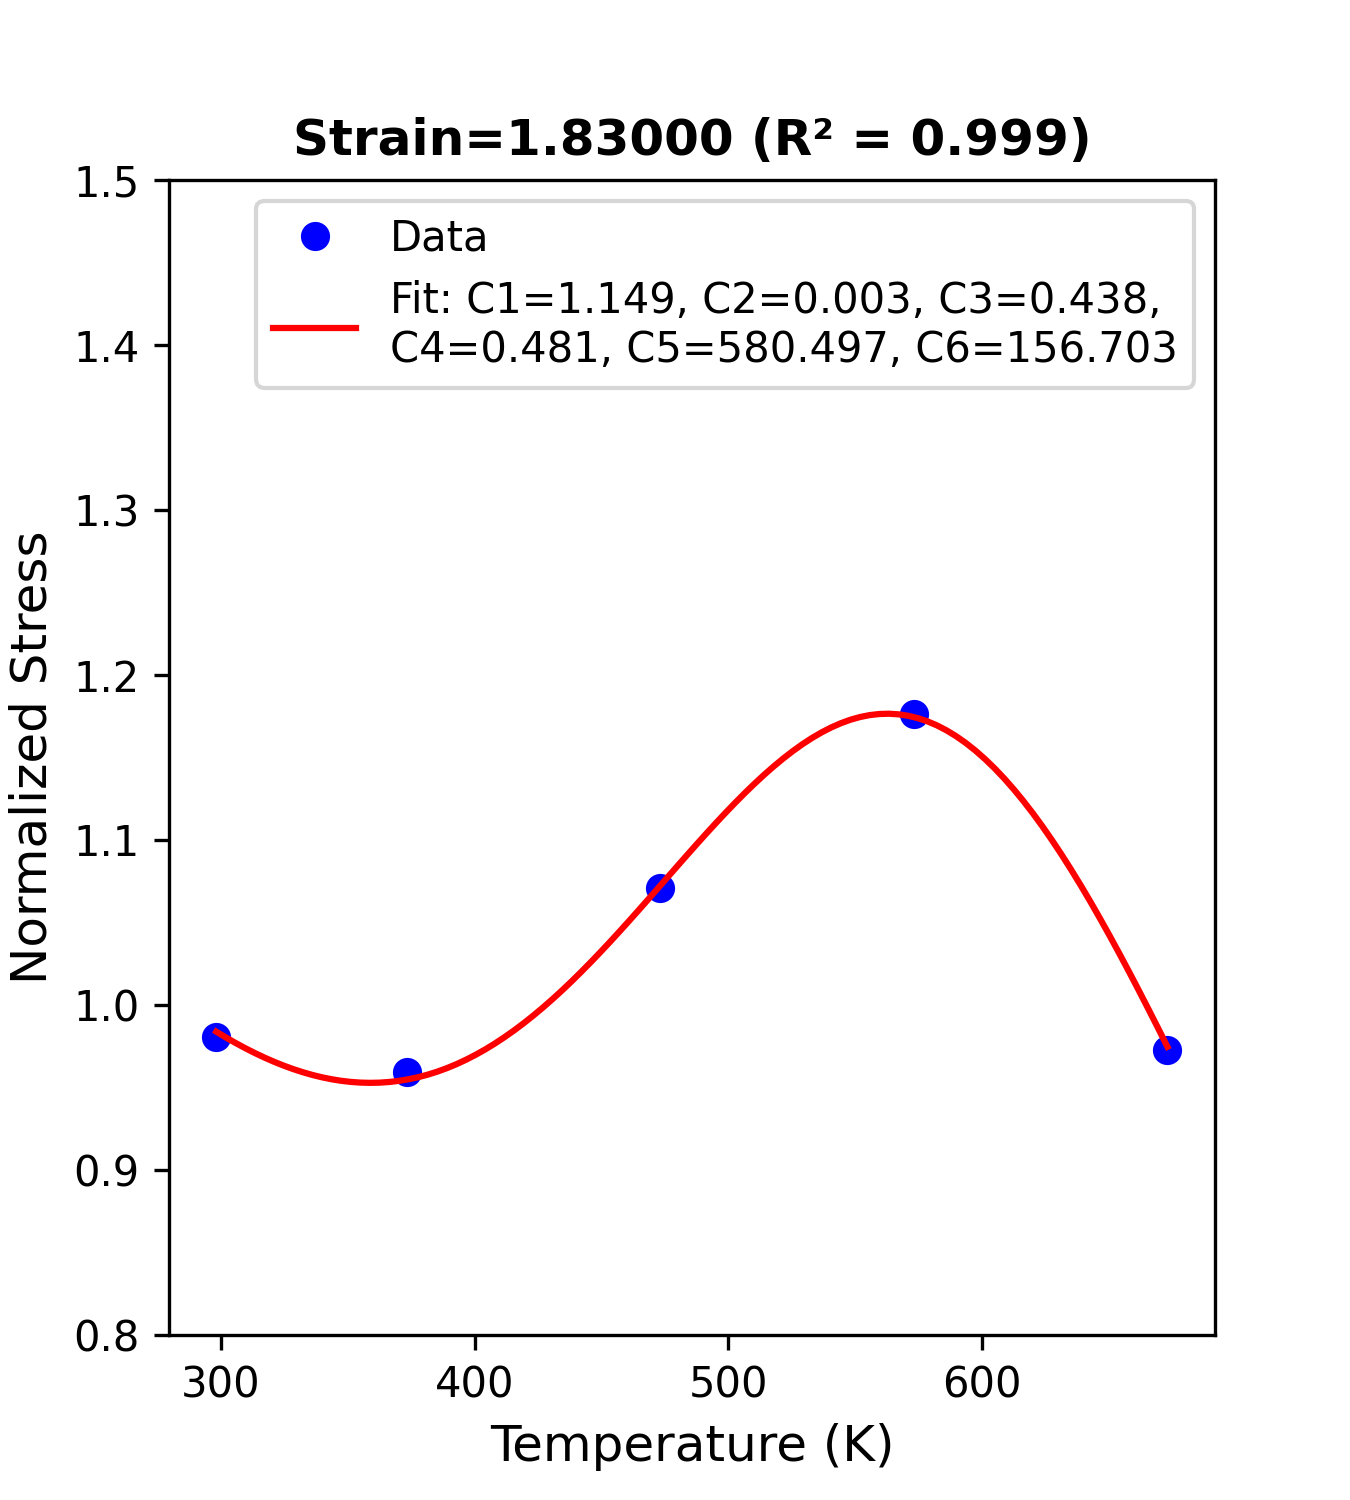 Strain=1.83000 (R² = 0.999)
1.5
1.4
1.3
1.2
1.1
1.0
0.9
0.8
Data
Fit: C1=1.149, C2=0.003, C3=0.438,
C4=0.481, C5=580.497, C6=156.703
Normalized Stress
300 400 500 600
Temperature (K)